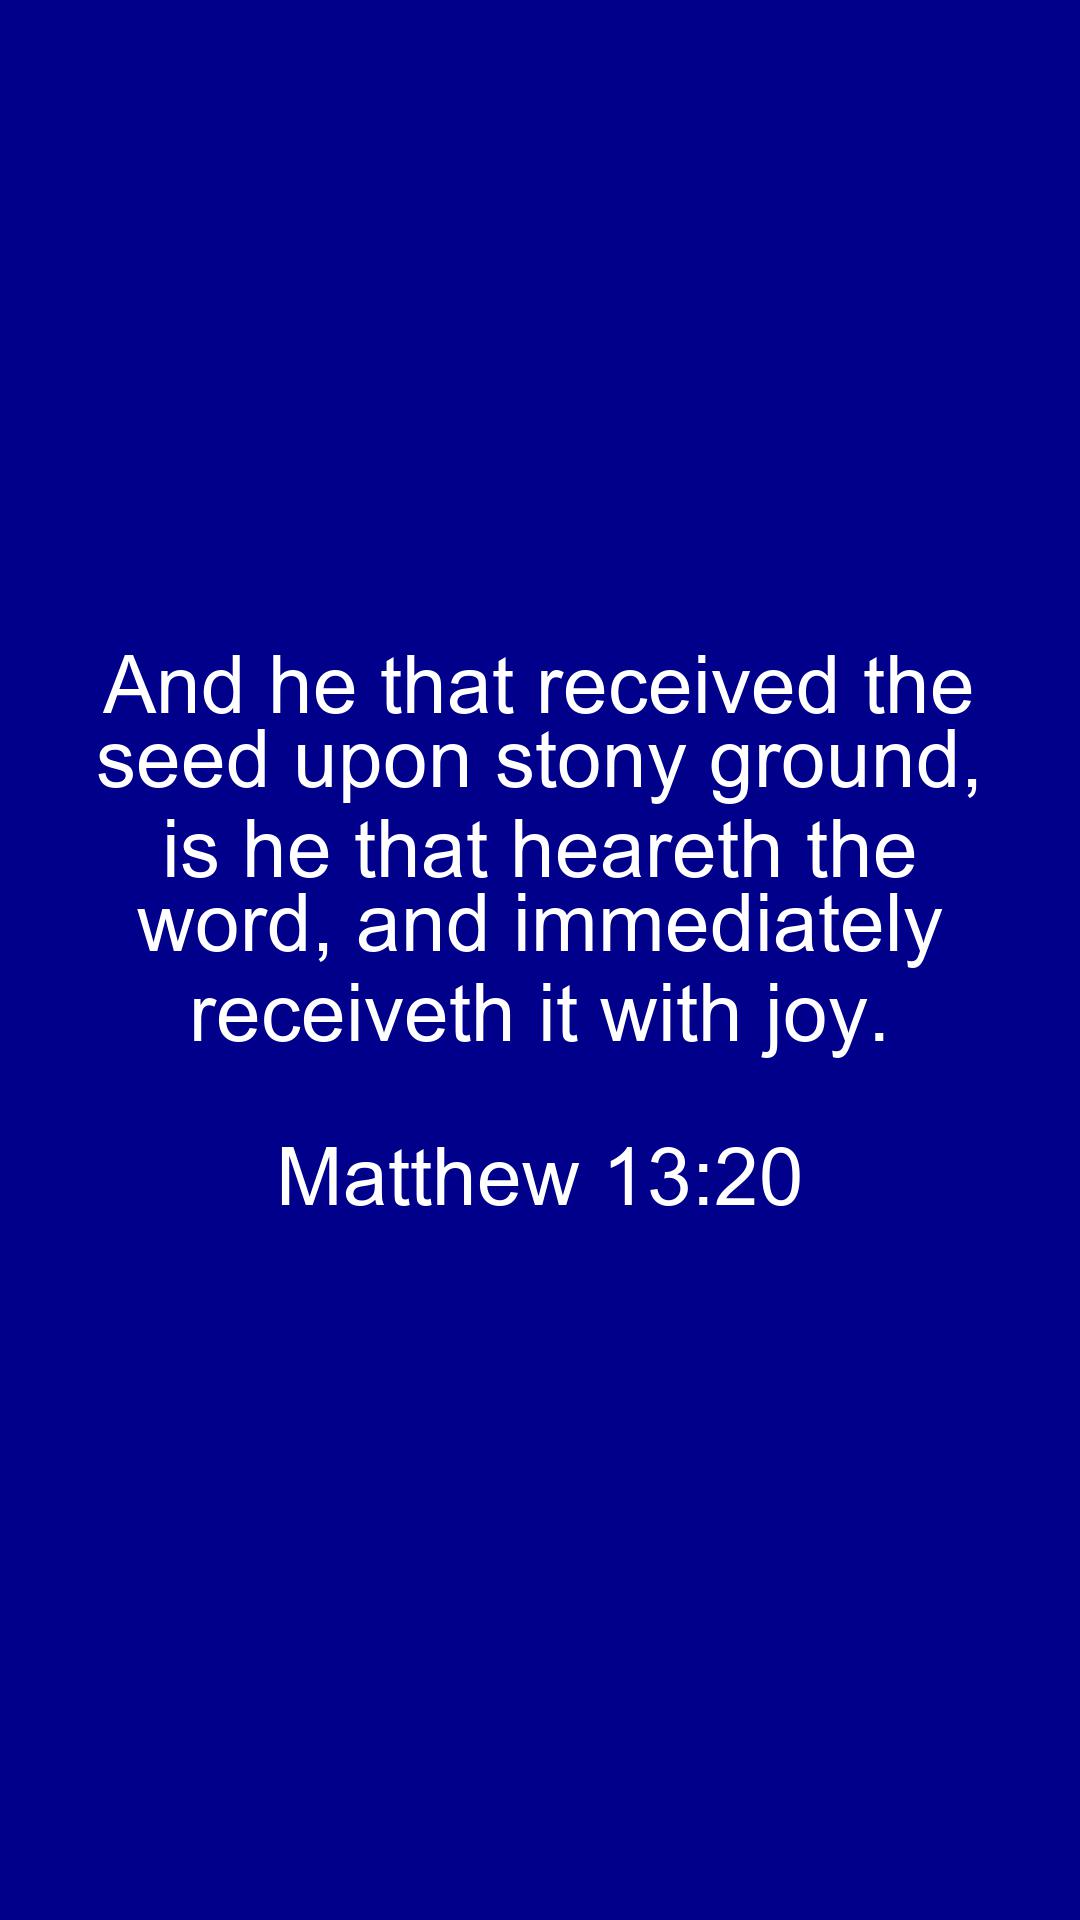 And he that received the
seed upon stony ground,
is he that heareth the
word, and immediately
receiveth it with joy.
Matthew 13:20